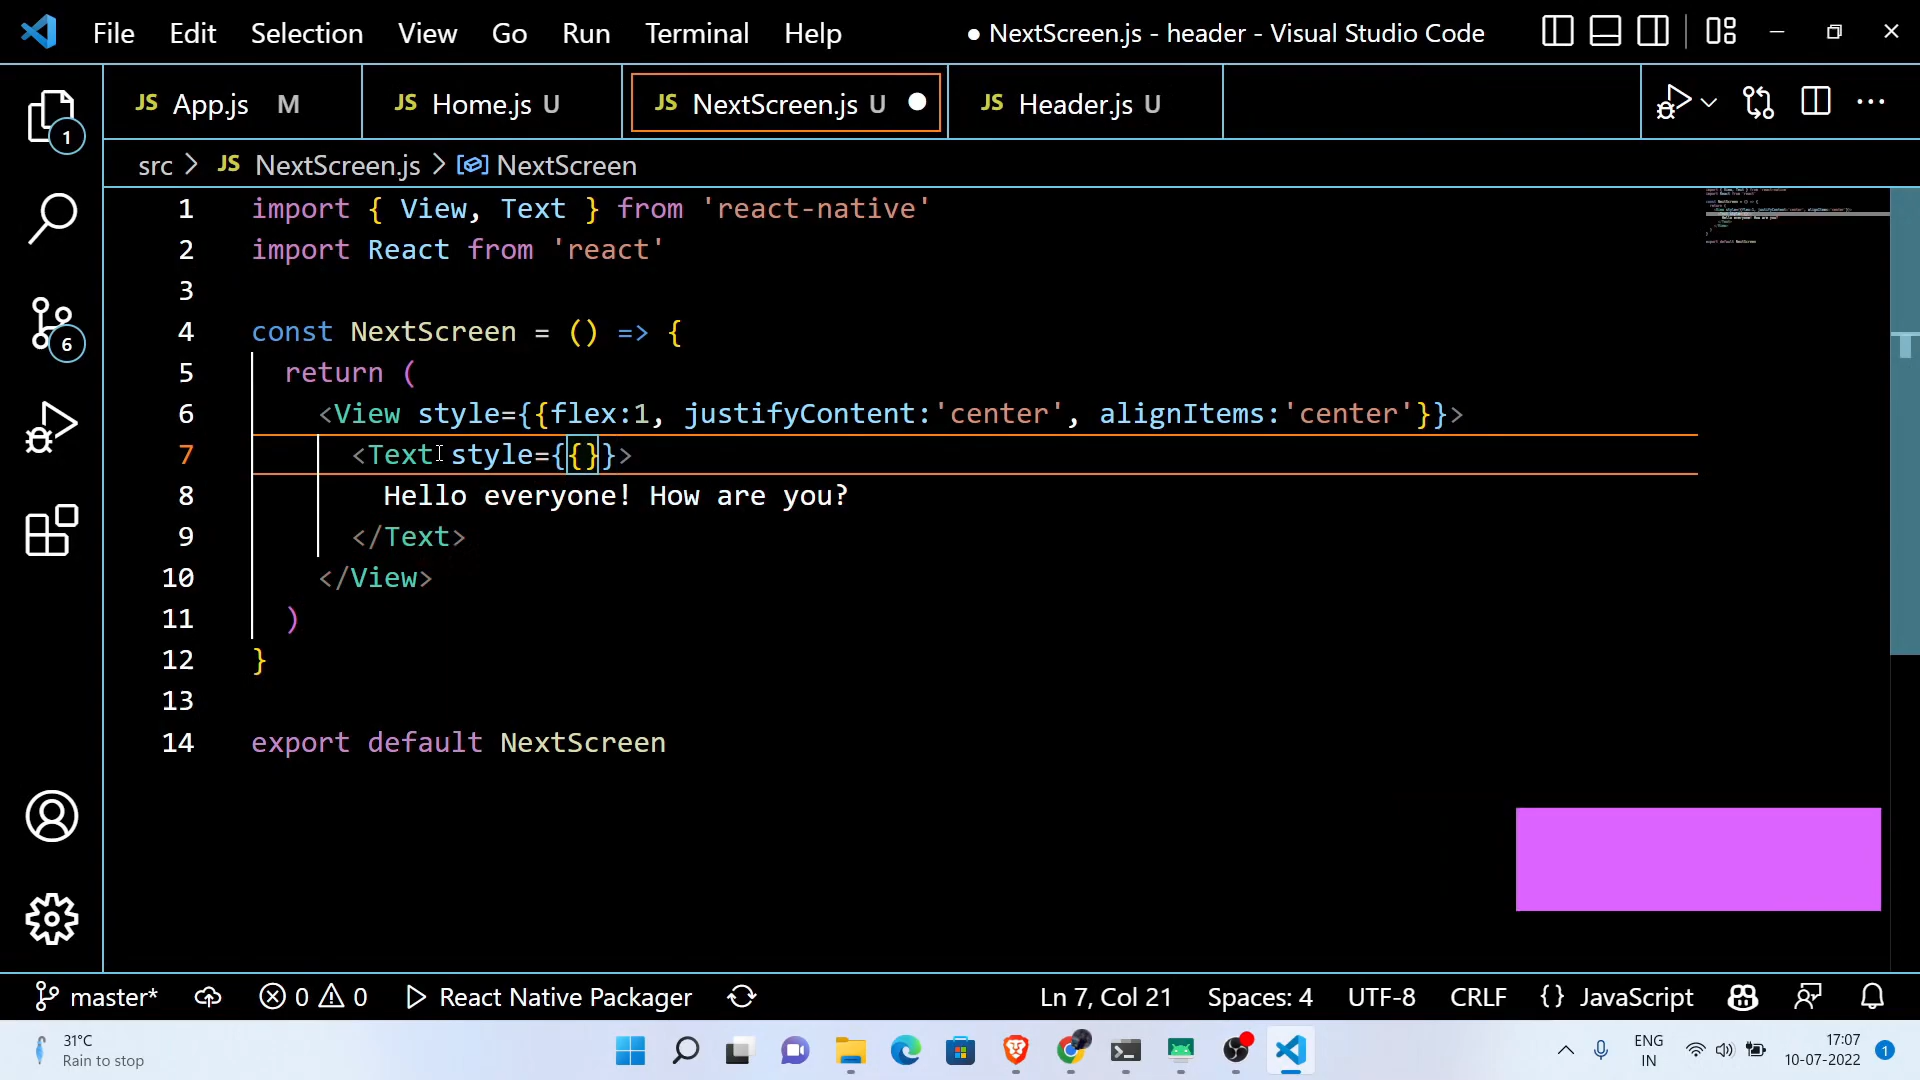 File Edit Selection View Go Run Terminal Help ● NextScreen.js - header - Visual Studio Code
JS App.js M JS Home.js U JS NextScreen.js U ● JS Header.js U
src > JS NextScreen.js > NextScreen
1 import { View, Text } from 'react-native'
2 import React from 'react'
3
4 const NextScreen = () => {
5 return (
6 <View style={{flex:1, justifyContent:'center', alignItems:'center'}}>
7 <Text style={{}}>
8 Hello everyone! How are you?
9 </Text>
10 </View>
11 )
12 }
13
14 export default NextScreen
1
6
master* 0 0 React Native Packager Ln 7, Col 21 Spaces: 4 UTF-8 CRLF {} JavaScript
31°C
Rain to stop
ENG
IN
17:07
10-07-2022
1